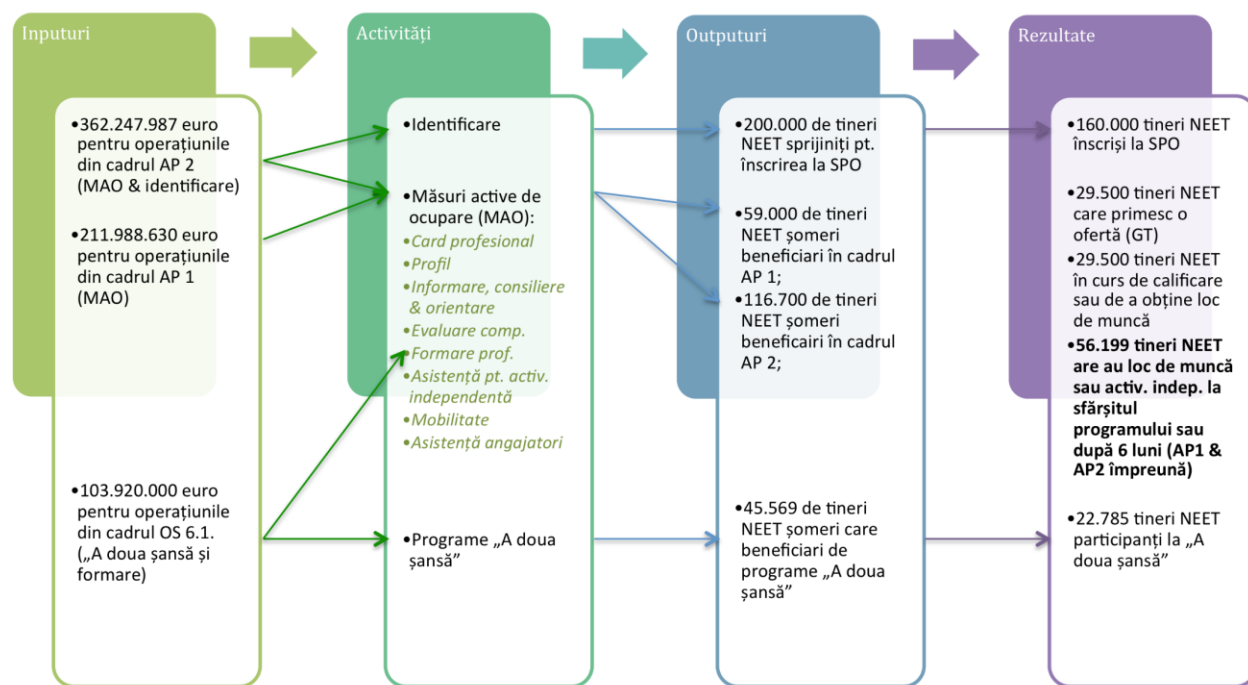 Inputuri
•362.247.987 euro
pentru operațiunile
din cadrul AP 2
(MAO & identificare)
•211.988.630 euro
pentru operațiunile
din cadrul AP 1
(MAO)
•103.920.000 euro
pentru operațiunile
din cadrul OS 6.1.
(„A doua șansă și
formare)
Activități
•Identificare
•Măsuri active de
ocupare (MAO):
•Card profesional
•Profil
•Informare, consiliere
& orientare
•Evaluare comp.
•Formare prof.
•Asistență pt. activ.
independentă
•Mobilitate
•Asistență angajatori
•Programe „A doua
șansă”
Outputuri
•200.000 de tineri
NEET sprijiniți pt.
înscrirea la SPO
•59.000 de tineri
NEET șomeri
beneficiari în cadrul
AP 1;
•116.700 de tineri
NEET șomeri
beneficairi în cadrul
AP 2;
•45.569 de tineri
NEET șomeri care
beneficiari de
programe „A doua
șansă”
Rezultate
•160.000 tineri NEET
înscriși la SPO
•29.500 tineri NEET
care primesc o
ofertă (GT)
•29.500 tineri NEET
în curs de calificare
sau de a obține loc
de muncă
•56.199 tineri NEET
are au loc de muncă
sau activ. indep. la
sfărșitul
programului sau
după 6 luni (AP1 &
AP2 împreună)
•22.785 tineri NEET
participanți la „A
doua șansă”